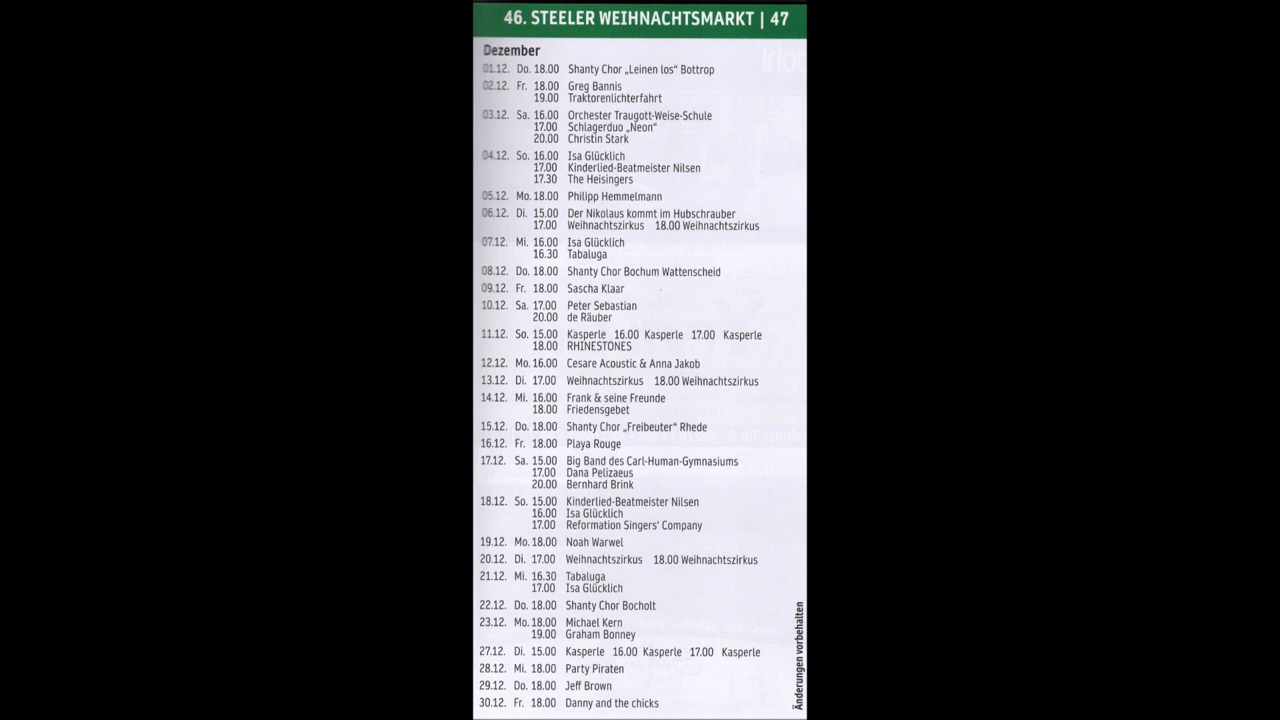 46. STEELER WEIHNACHTSMARKT | 47
Dezember
01.12. Do. 18.00 Shanty Chor „Leinen los“ Bottrop
02.12. Fr. 18.00 Greg Bannis
19.00 Traktorenlichterfahrt
03.12. Sa. 16.00 Orchester Traugott-Weise-Schule
17.00 Schlagerduo „Neon“
20.00 Christin Stark
04.12. So. 16.00 Isa Glücklich
17.00 Kinderlied-Beatmeister Nilsen
17.30 The Heisingers
05.12. Mo. 18.00 Philipp Hemmelmann
06.12. Di. 15.00 Der Nikolaus kommt im Hubschrauber
17.00 Weihnachtszirkus 18.00 Weihnachtszirkus
07.12. Mi. 16.00 Isa Glücklich
16.30 Tabaluga
08.12. Do. 18.00 Shanty Chor Bochum Wattenscheid
09.12. Fr. 18.00 Sascha Klaar
10.12. Sa. 17.00 Peter Sebastian
20.00 de Räuber
11.12. So. 15.00 Kasperle 16.00 Kasperle 17.00 Kasperle
18.00 RHINESTONES
12.12. Mo. 16.00 Cesare Acoustic & Anna Jakob
13.12. Di. 17.00 Weihnachtszirkus 18.00 Weihnachtszirkus
14.12. Mi. 16.00 Frank & seine Freunde
18.00 Friedensgebet
15.12. Do. 18.00 Shanty Chor „Freibeuter“ Rhede
16.12. Fr. 18.00 Playa Rouge
17.12. Sa. 15.00 Big Band des Carl-Human-Gymnasiums
17.00 Dana Pelizaeus
20.00 Bernhard Brink
18.12. So. 15.00 Kinderlied-Beatmeister Nilsen
16.00 Isa Glücklich
17.00 Reformation Singers' Company
19.12. Mo. 18.00 Noah Warwel
20.12. Di. 17.00 Weihnachtszirkus 18.00 Weihnachtszirkus
21.12. Mi. 16.30 Tabaluga
17.00 Isa Glücklich
22.12. Do. 18.00 Shanty Chor Bocholt
23.12. Mo. 18.00 Michael Kern
19.00 Graham Bonney
27.12. Di. 15.00 Kasperle 16.00 Kasperle 17.00 Kasperle
28.12. Mi. 18.00 Party Piraten
29.12. Do. 18.00 Jeff Brown
30.12. Fr. 18.00 Danny and the chicks
Änderungen vorbehalten